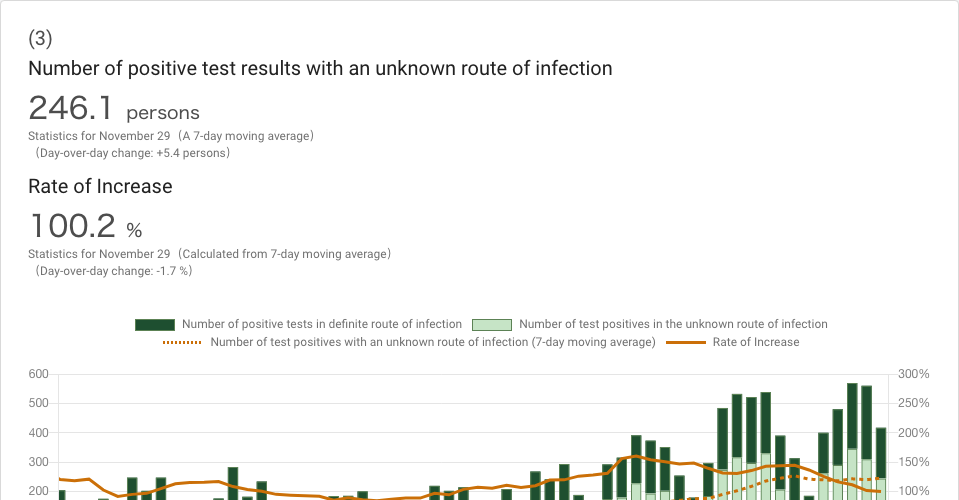 (3)
Number of positive test results with an unknown route of infection
246.1 persons
Statistics for November 29（A 7-day moving average）
（Day-over-day change: +5.4 persons）
Rate of Increase
100.2 %
Statistics for November 29（Calculated from 7-day moving average）
（Day-over-day change: -1.7 %）
Number of positive tests in definite route of infection Number of test positives in the unknown route of infection
Number of test positives with an unknown route of infection (7-day moving average) Rate of Increase
600 300%
500 250%
400 200%
300 150%
200 100%